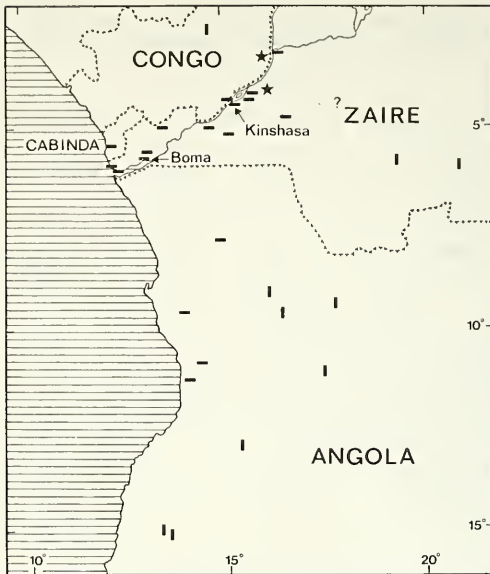 CONGO
? ZAIRE
Kinshasa
5°
CABINDA
Boma
10°
ANGOLA
15°
10°
15°
20°